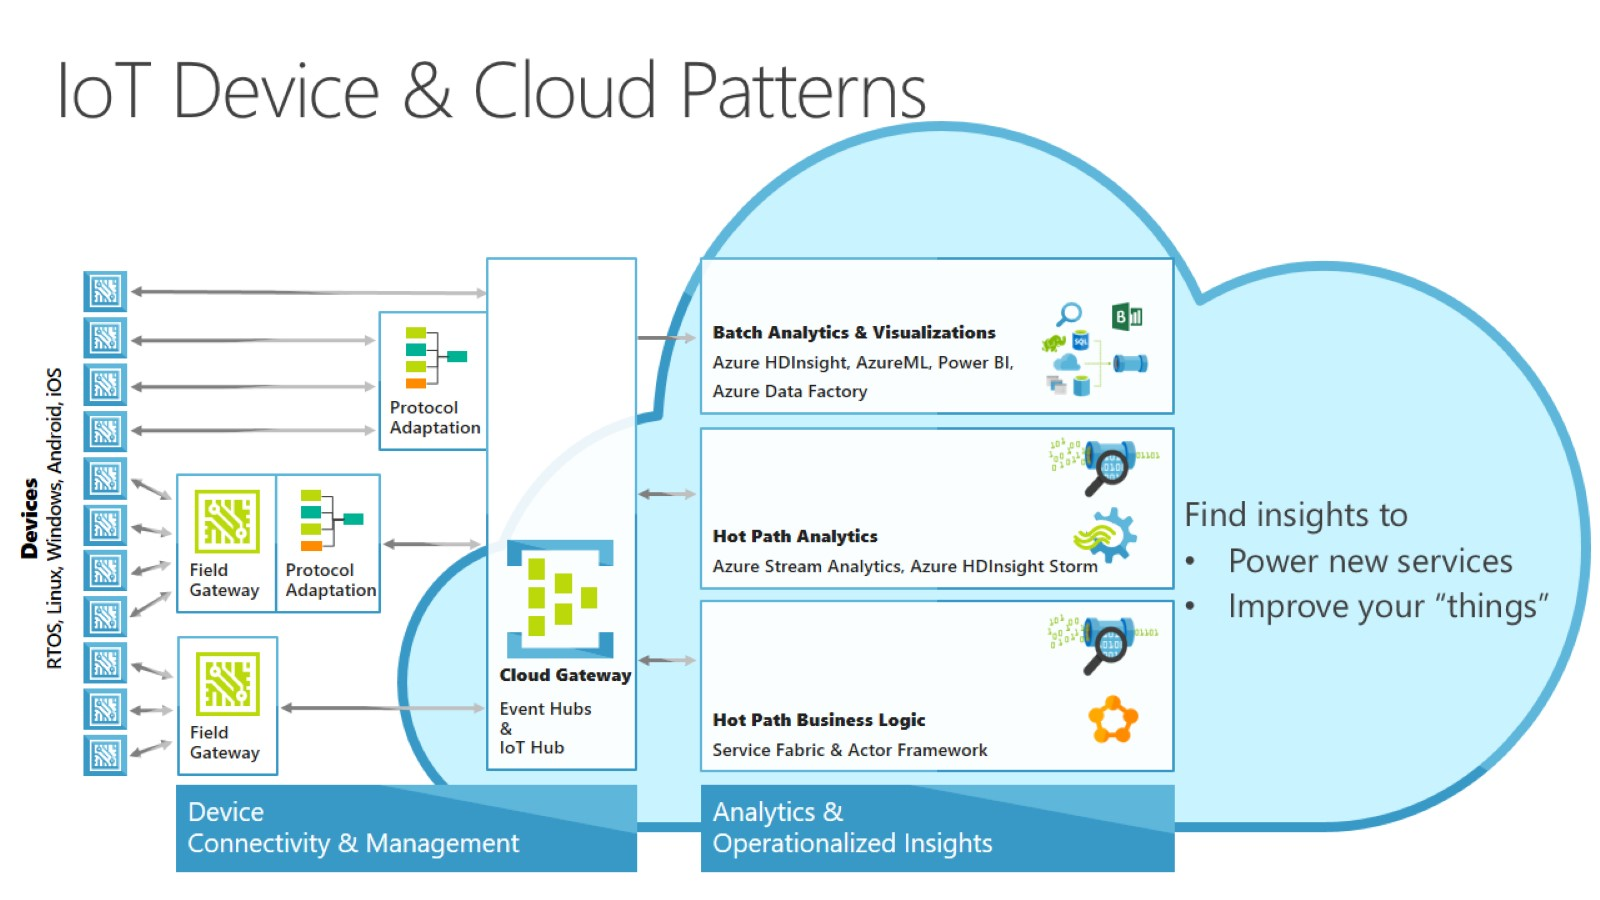 IoT Device & Cloud Patterns
Devices
RTOS, Linux, Windows, Android, iOS
Protocol
Adaptation
Field
Gateway
Protocol
Adaptation
Field
Gateway
Cloud Gateway
Event Hubs
&
IoT Hub
Batch Analytics & Visualizations
Azure HDInsight, AzureML, Power BI,
Azure Data Factory
B
SQL
Hot Path Analytics
Azure Stream Analytics, Azure HDInsight Storm
01101
Hot Path Business Logic
Service Fabric & Actor Framework
01101
Find insights to
• Power new services
• Improve your “things”
Device
Connectivity & Management
Analytics &
Operationalized Insights